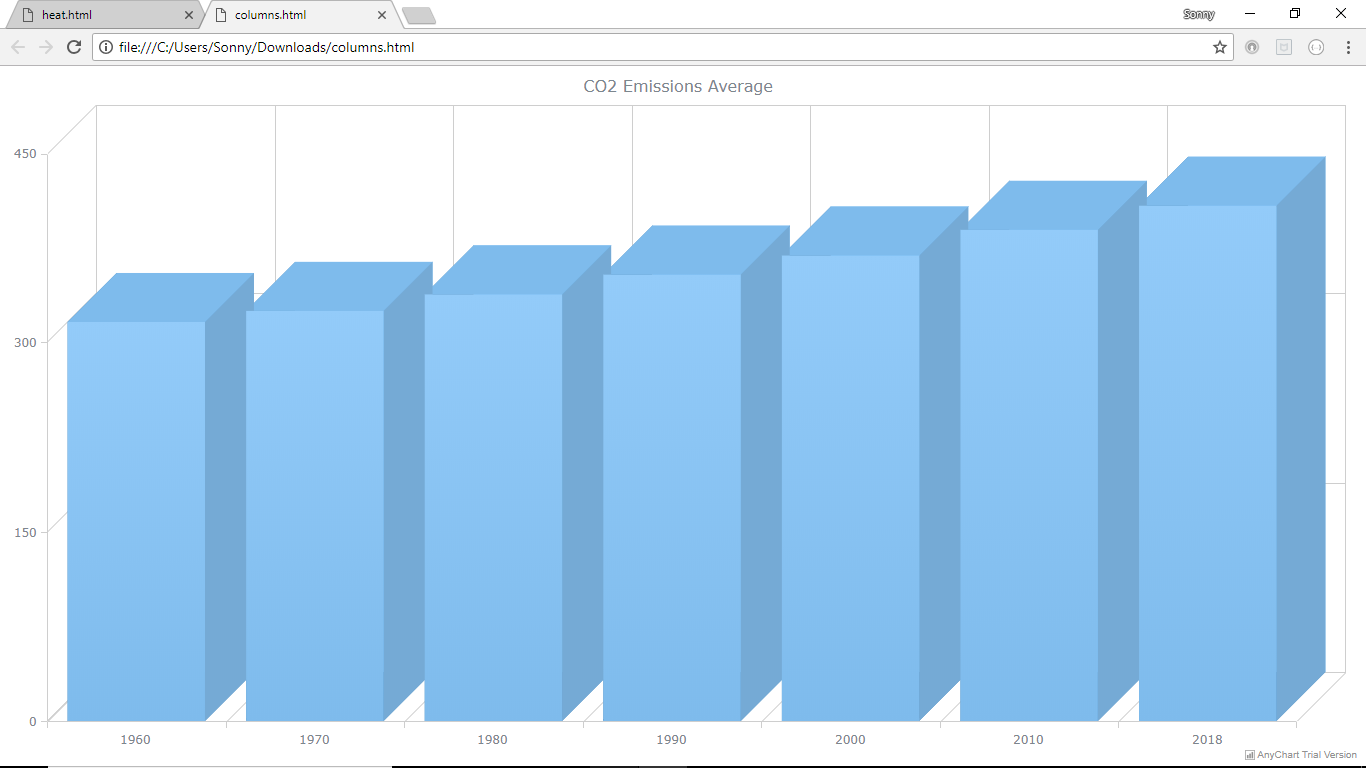 heat.html
columns.html
Sonny
file:///C:/Users/Sonny/Downloads/columns.html
CO2 Emissions Average
450
300
150
0
1960 1970 1980 1990 2000 2010 2018
AnyChart Trial Version